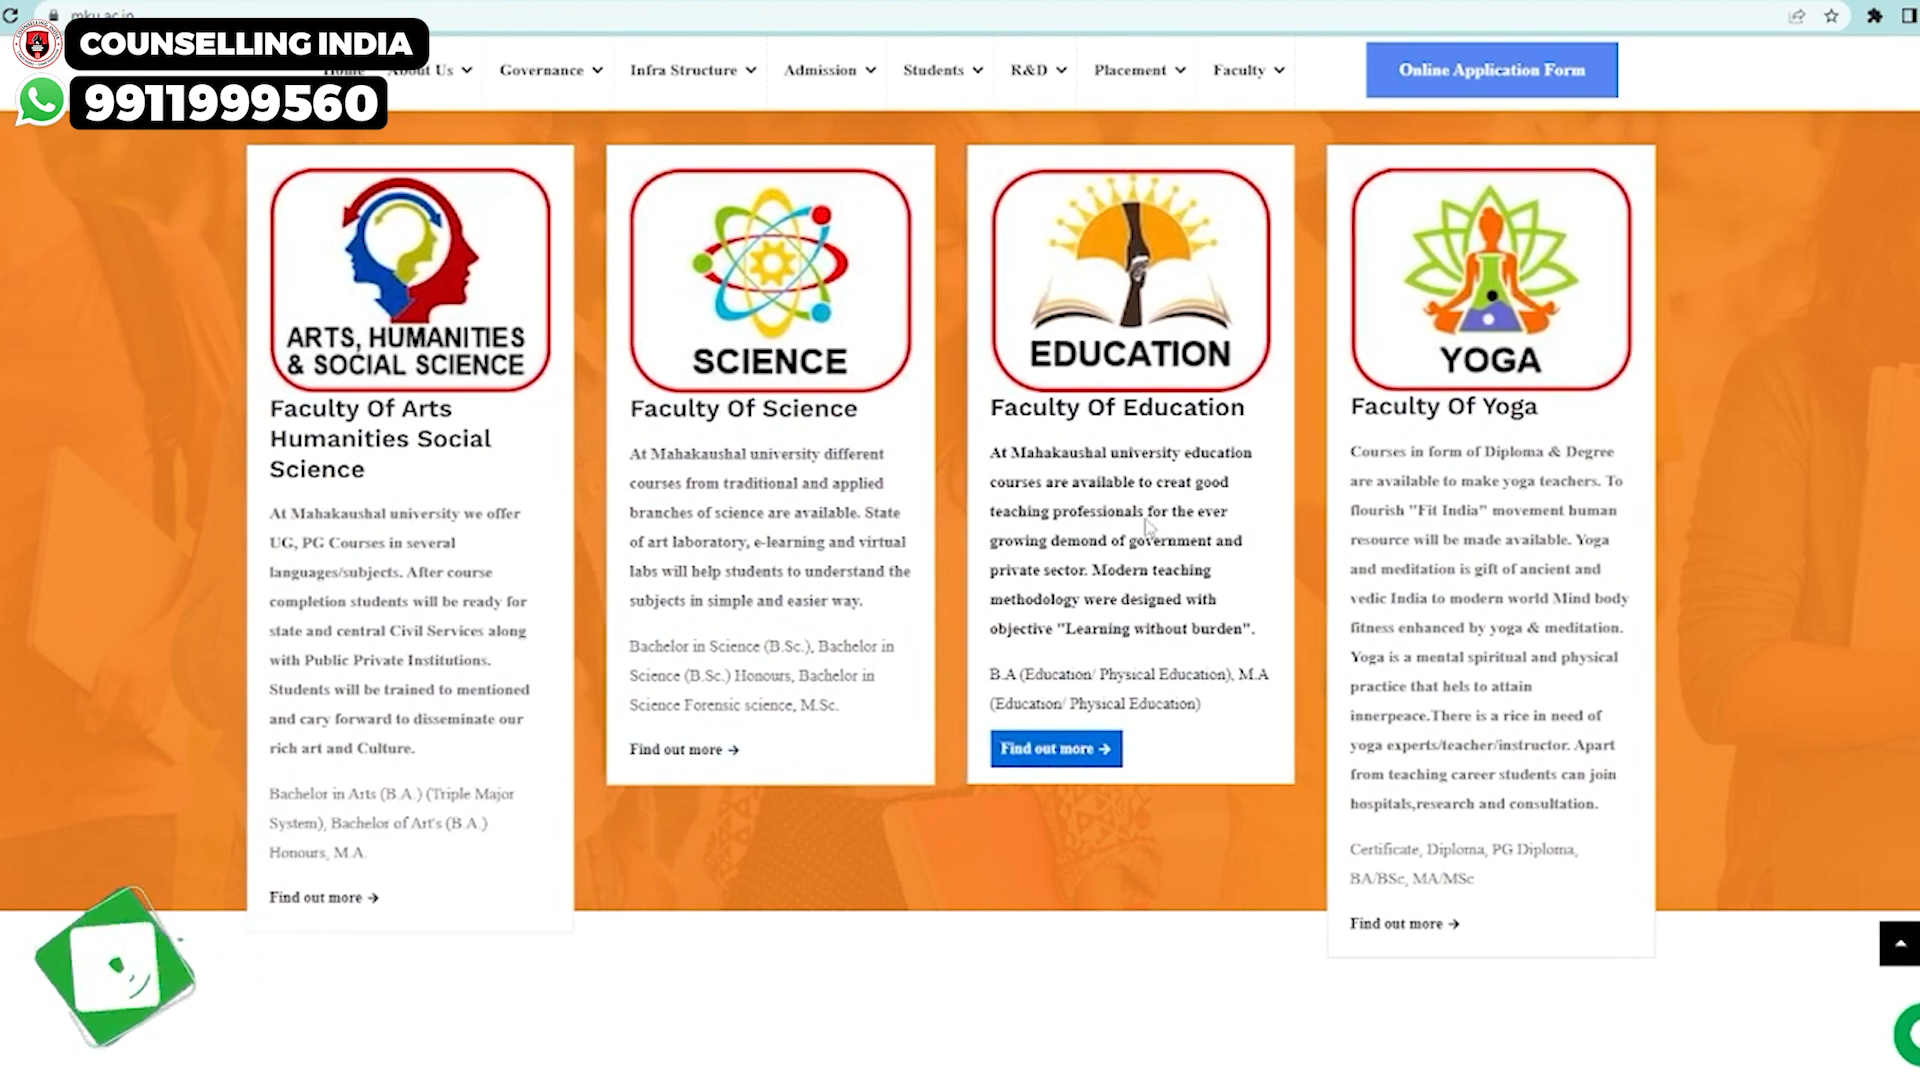 mku.ac.in
COUNSELLING INDIA
9911999560
Home About Us Governance Infra Structure Admission Students R&D Placement Faculty Online Application Form
ARTS, HUMANITIES
& SOCIAL SCIENCE
Faculty Of Arts
Humanities Social
Science
At Mahakaushal university we offer
UG, PG Courses in several
languages/subjects. After course
completion students will be ready for
state and central Civil Services along
with Public Private Institutions.
Students will be trained to mentioned
and cary forward to disseminate our
rich art and Culture.
Bachelor in Arts (B.A.) (Triple Major
System), Bachelor of Art's (B.A.)
Honours, M.A.
Find out more →
SCIENCE
Faculty Of Science
At Mahakaushal university different
courses from traditional and applied
branches of science are available. State
of art laboratory, e-learning and virtual
labs will help students to understand the
subjects in simple and easier way.
Bachelor in Science (B.Sc.), Bachelor in
Science (B.Sc.) Honours, Bachelor in
Science Forensic science, M.Sc.
Find out more →
EDUCATION
Faculty Of Education
At Mahakaushal university education
courses are available to creat good
teaching professionals for the ever
growing demond of government and
private sector. Modern teaching
methodology were designed with
objective "Learning without burden".
B.A (Education/ Physical Education), M.A
(Education/ Physical Education)
Find out more →
YOGA
Faculty Of Yoga
Courses in form of Diploma & Degree
are available to make yoga teachers. To
flourish "Fit India" movement human
resource will be made available. Yoga
and meditation is gift of ancient and
vedic India to modern world Mind body
fitness enhanced by yoga & meditation.
Yoga is a mental spiritual and physical
practice that hels to attain
innerpeace.There is a rice in need of
yoga experts/teacher/instructor. Apart
from teaching career students can join
hospitals,research and consultation.
Certificate, Diploma, PG Diploma,
BA/BSc, MA/MSc
Find out more →